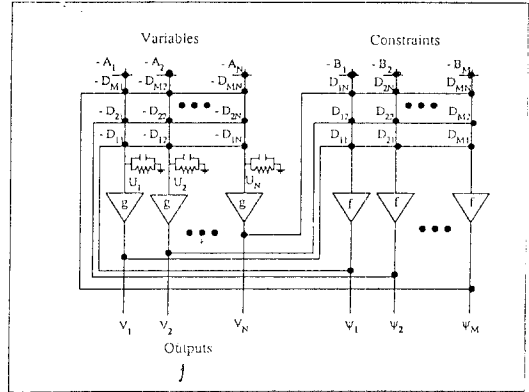 Variables Constraints
- A1 - A2 - AN - B1 - B2 - BM
- DM1 - DM2 - DMN D1N D2N DMN
- D21 - D22 - D2N D12 D22 DM2
- D11 - D12 - D1N D11 D21 DM1
U1 U2 UN
g g g f f f
V1 V2 VN Ψ1 Ψ2 ΨM
Outputs